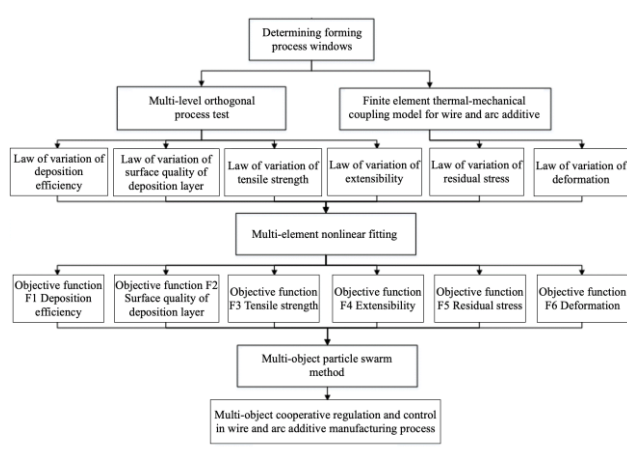 Determining forming
process windows
Multi-level orthogonal
process test
Finite element thermal-mechanical
coupling model for wire and arc additive
Law of variation of
deposition
efficiency
Law of variation of
surface quality of
deposition layer
Law of variation of
tensile strength
Law of variation of
extensibility
Law of variation of
residual stress
Law of variation of
deformation
Multi-element nonlinear fitting
Objective function
F1 Deposition
efficiency
Objective function F2
Surface quality of
deposition layer
Objective function
F3 Tensile strength
Objective function
F4 Extensibility
Objective function
F5 Residual stress
Objective function
F6 Deformation
Multi-object particle swarm
method
Multi-object cooperative regulation and control
in wire and arc additive manufacturing process